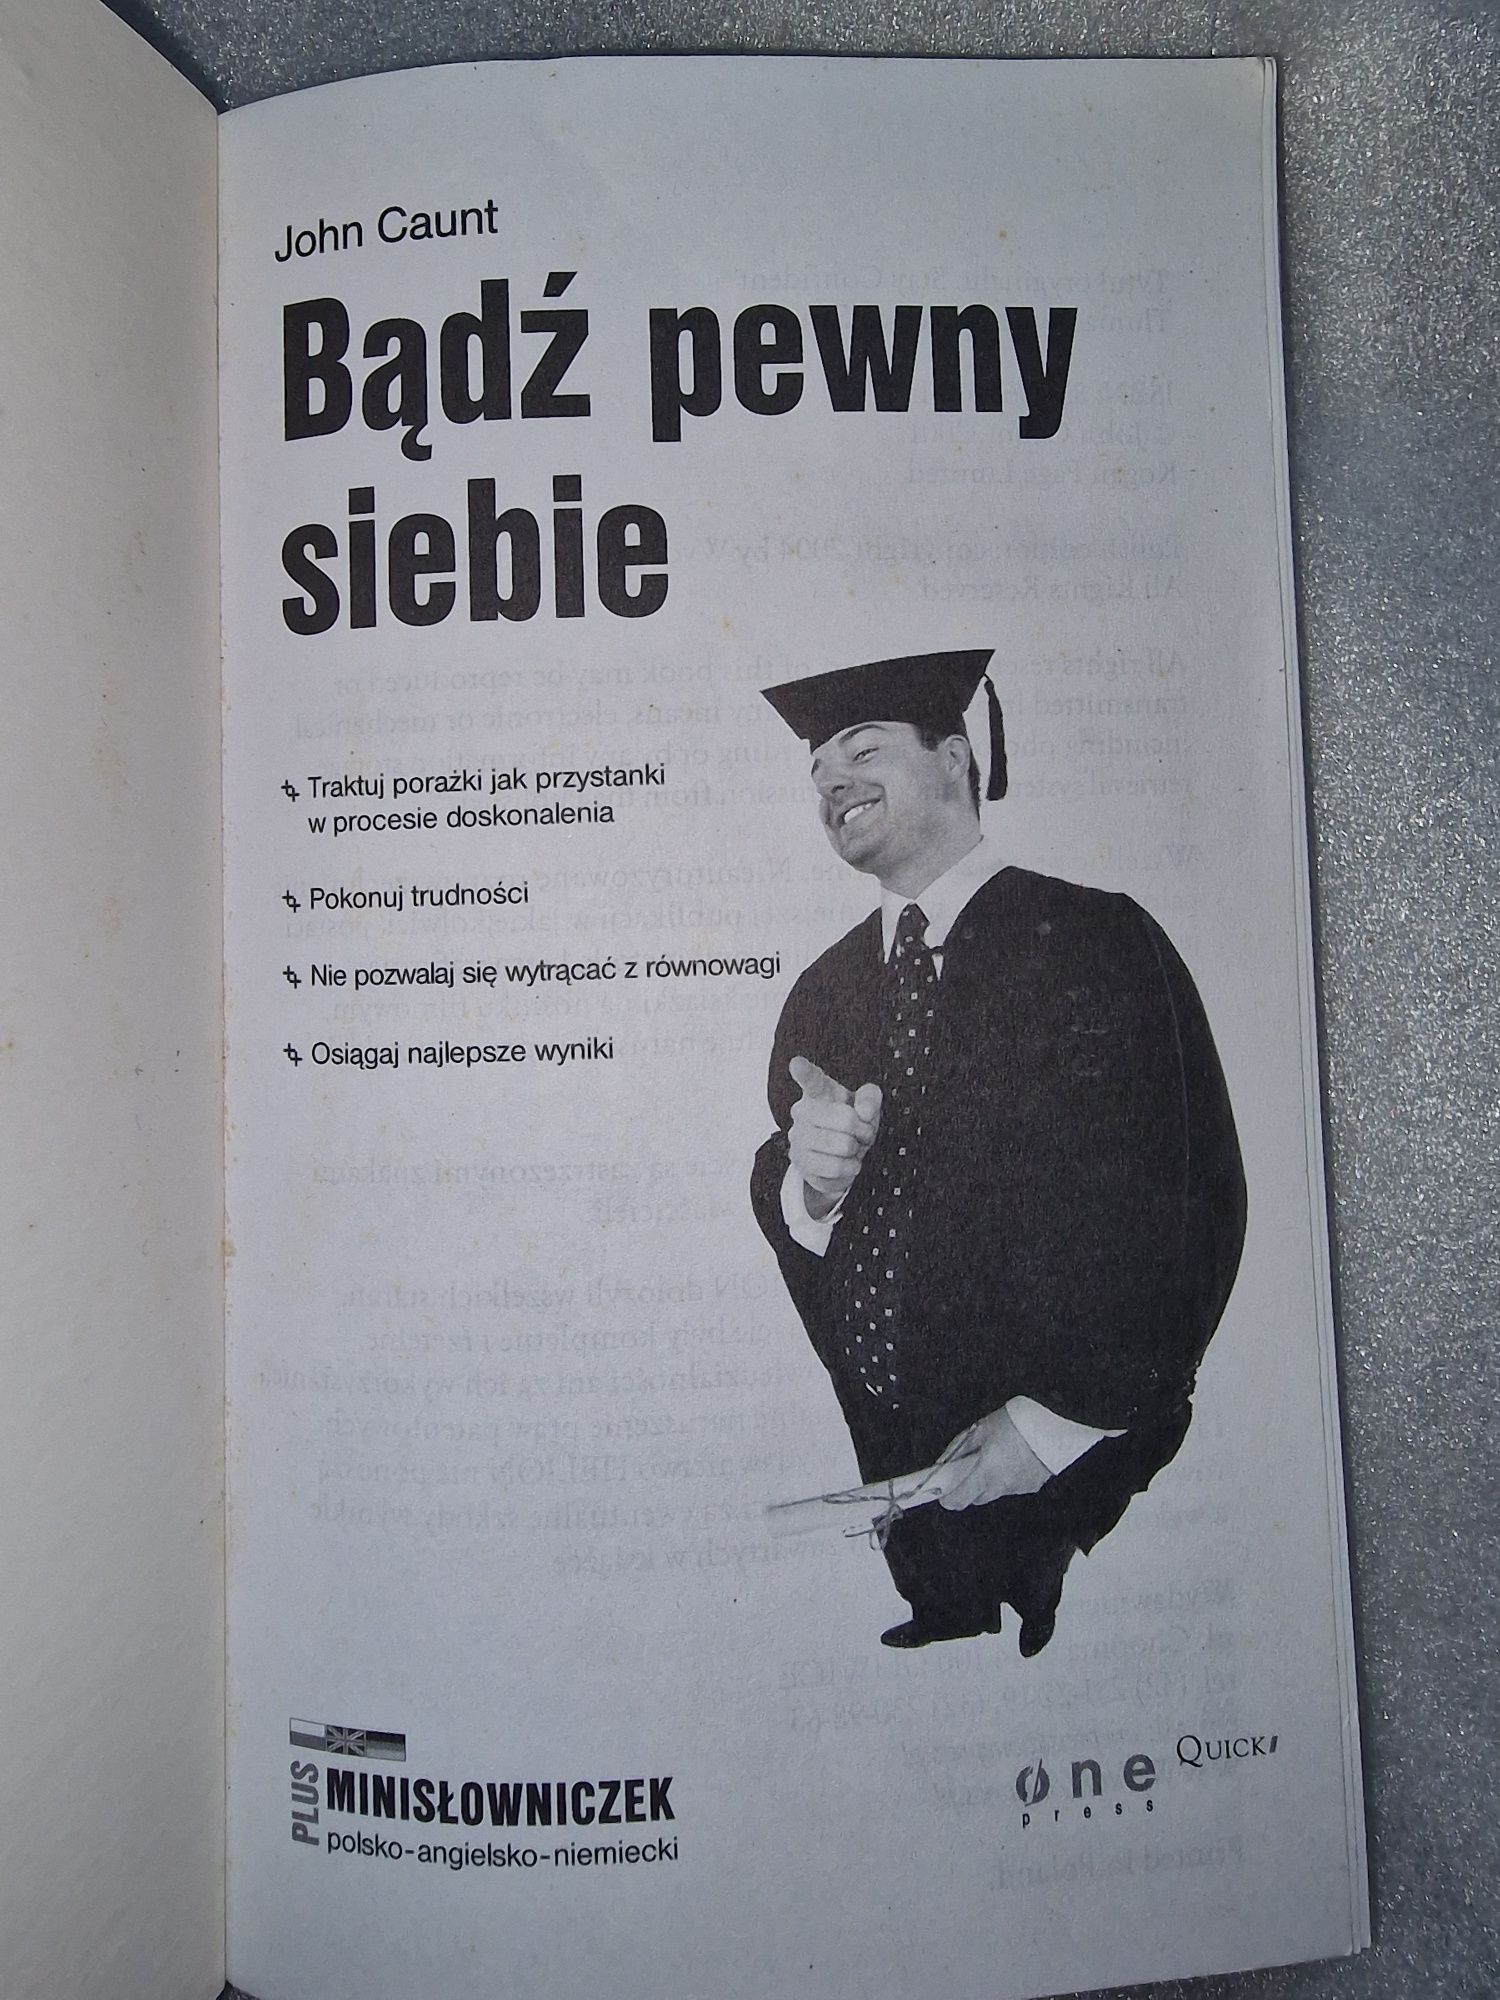 John Caunt
Bądź pewny
siebie
Traktuj porażki jak przystanki
w procesie doskonalenia
Pokonuj trudności
Nie pozwalaj się wytrącać z równowagi
Osiągaj najlepsze wyniki
PLUS
MINISŁOWNICZEK
polsko-angielsko-niemiecki
one
press
QUICK